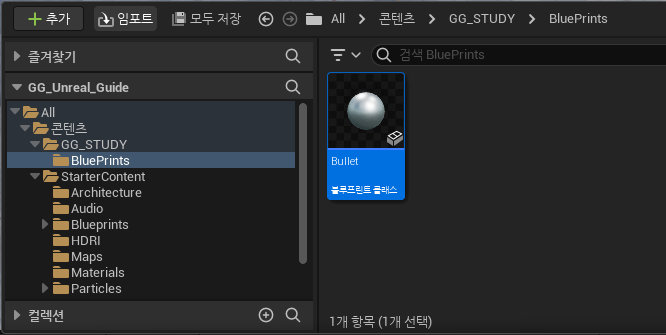 추가 임포트 모두 저장 All 콘텐츠 GG_STUDY BluePrints
즐겨찾기
검색 BluePrints
GG_Unreal_Guide
All
콘텐츠
GG_STUDY
BluePrints
StarterContent
Architecture
Audio
Blueprints
HDRI
Maps
Materials
Particles
컬렉션
Bullet
블루프린트 클래스
1개 항목 (1개 선택)